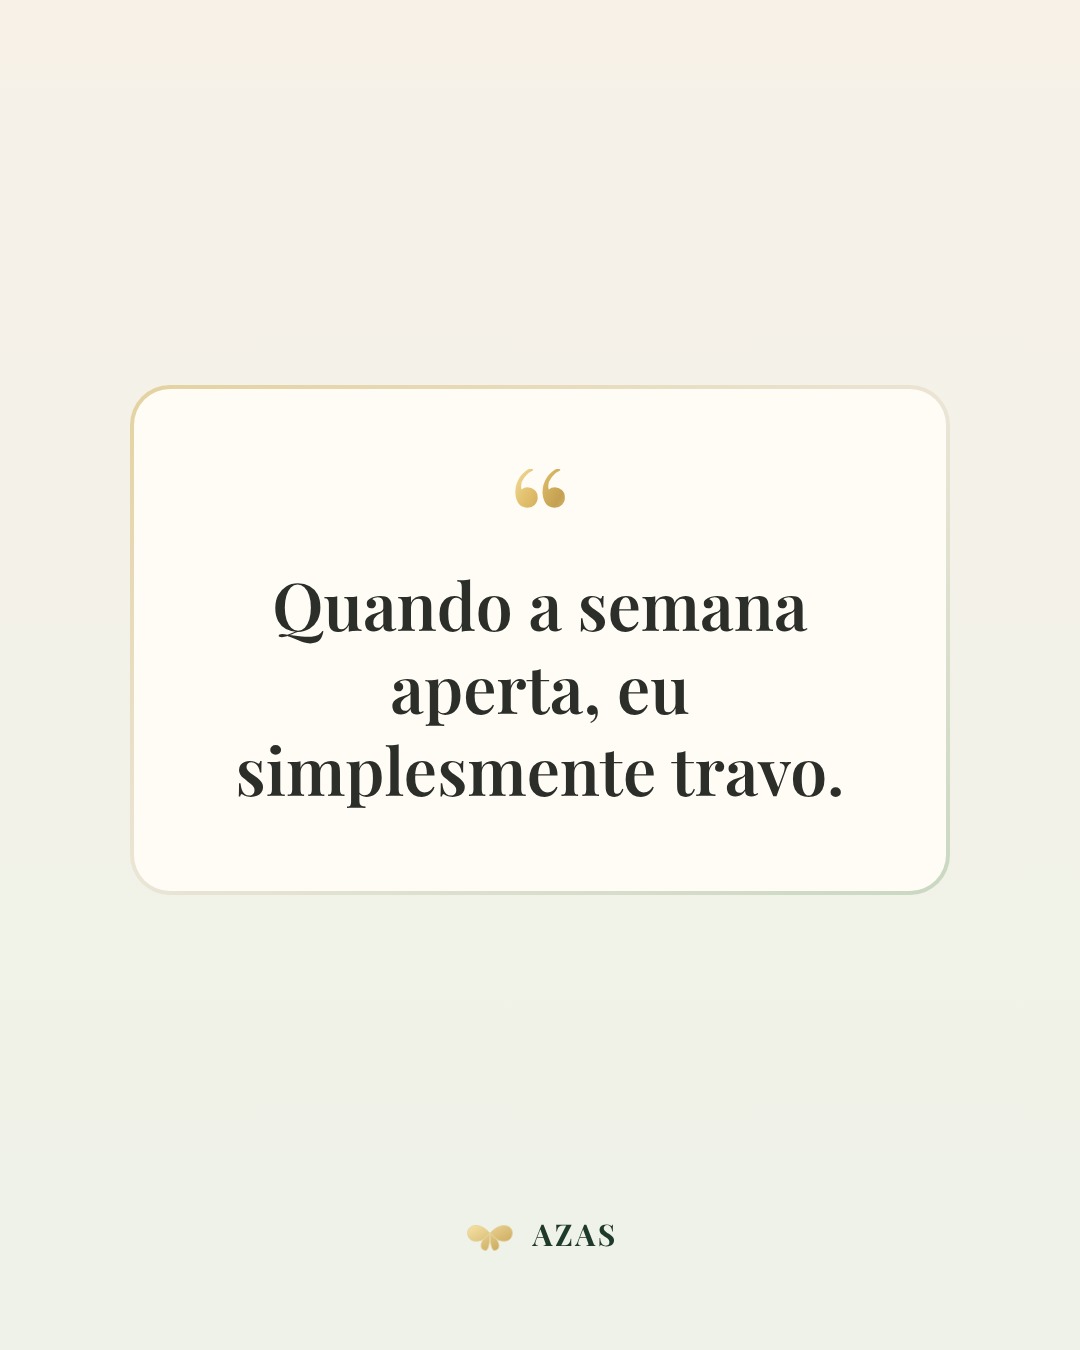 “
Quando a semana
aperta, eu
simplesmente travo.
AZAS